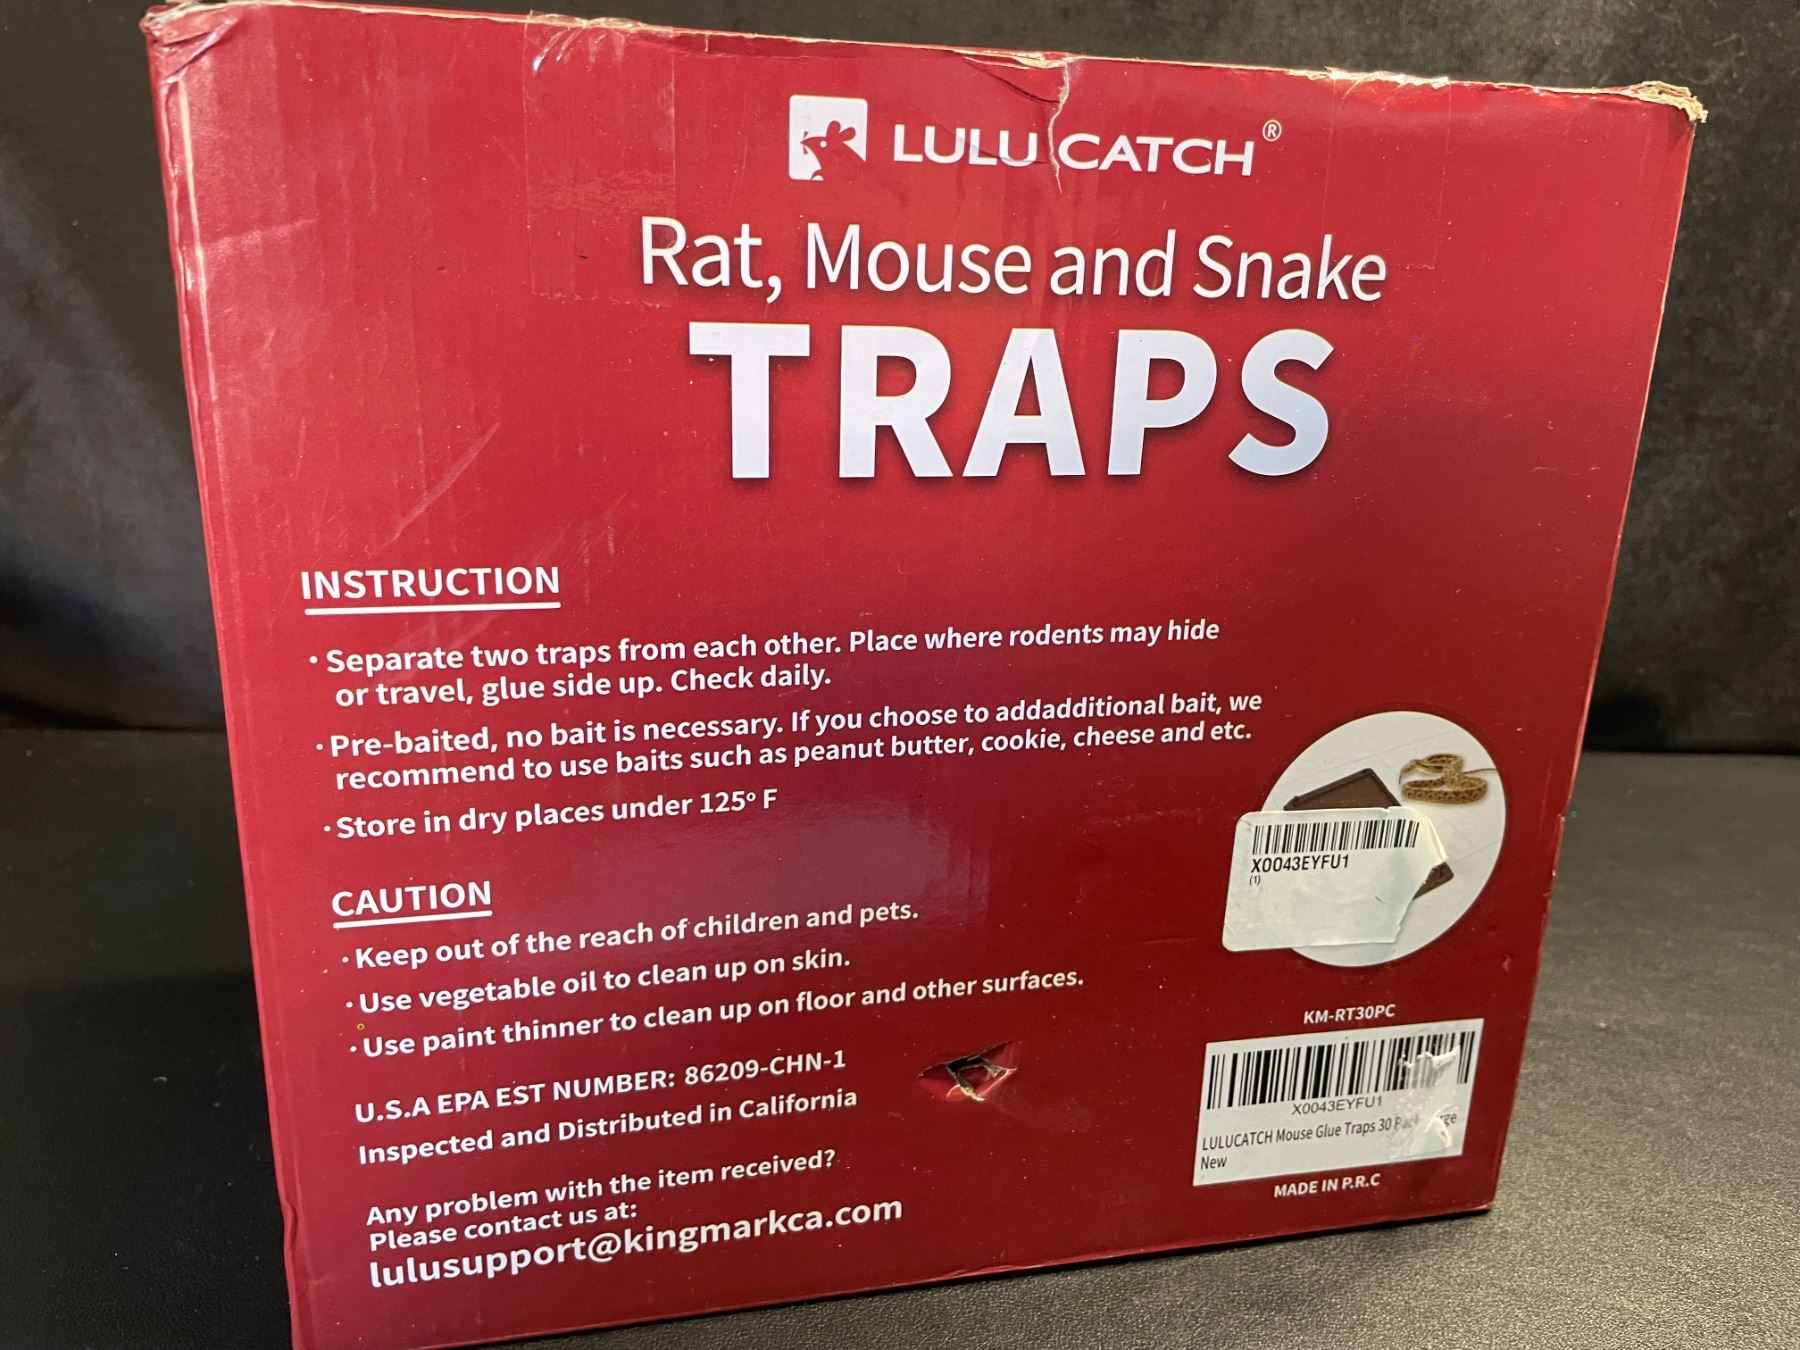 LULU CATCH®
Rat, Mouse and Snake
TRAPS
INSTRUCTION
· Separate two traps from each other. Place where rodents may hide
or travel, glue side up. Check daily.
· Pre-baited, no bait is necessary. If you choose to addadditional bait, we
recommend to use baits such as peanut butter, cookie, cheese and etc.
· Store in dry places under 125º F
CAUTION
· Keep out of the reach of children and pets.
· Use vegetable oil to clean up on skin.
· Use paint thinner to clean up on floor and other surfaces.
U.S.A EPA EST NUMBER: 86209-CHN-1
Inspected and Distributed in California
Any problem with the item received?
Please contact us at:
lulusupport@kingmarkca.com
X0043EYFU1
(1)
KM-RT30PC
X0043EYFU1
LULUCATCH Mouse Glue Traps 30
New
MADE IN P.R.C